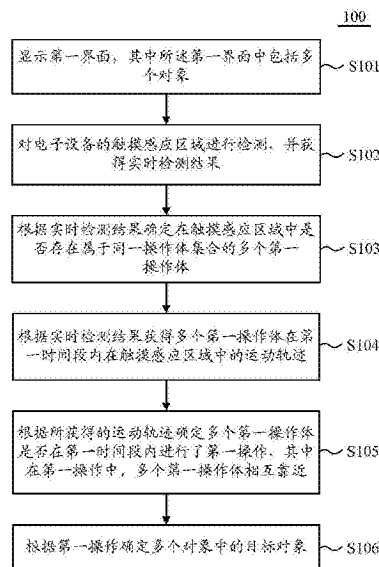 100
显示第一界面，其中所述第一界面中包括多
个对象
S101
对电子设备的触摸感应区域进行检测，并获
得实时检测结果
S102
根据实时检测结果确定在触摸感应区域中是
否存在属于同一操作体集合的多个第一
操作体
S103
根据实时检测结果获得多个第一操作体在第
一时间段内在触摸感应区域中的运动轨迹
S104
根据所获得的运动轨迹确定多个第一操作体
是否在第一时间段内进行了第一操作，其中
在第一操作中，多个第一操作体相互靠近
S105
根据第一操作确定多个对象中的目标对象
S106